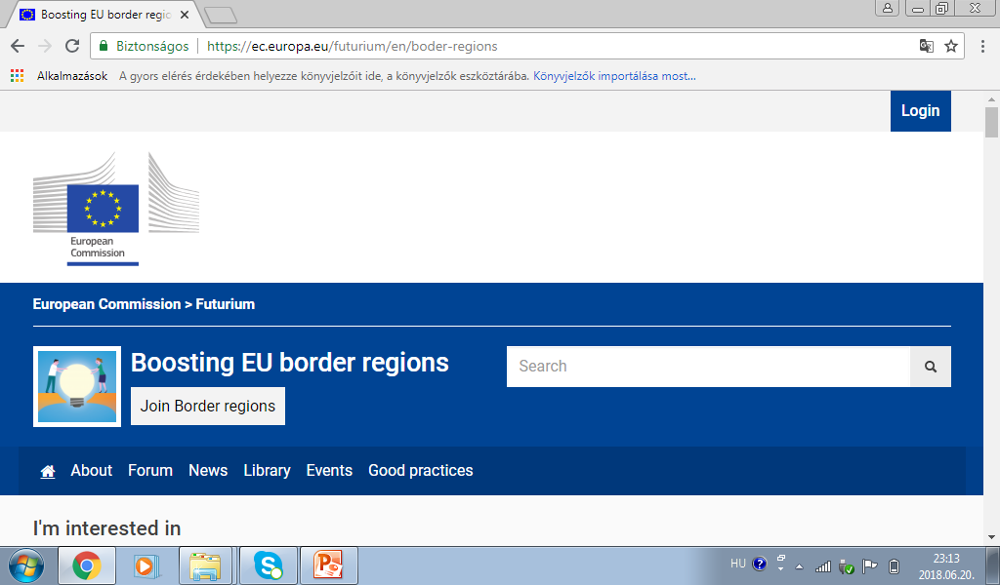 Boosting EU border regio
Biztonságos
https://ec.europa.eu/futurium/en/boder-regions
Alkalmazások
A gyors elérés érdekében helyezze könyvjelzőit ide, a könyvjelzők eszköztárába. Könyvjelzők importálása most...
Login
European
Commission
European Commission > Futurium
Boosting EU border regions
Search
Join Border regions
About Forum News Library Events Good practices
I'm interested in
HU
23:13
2018.06.20.